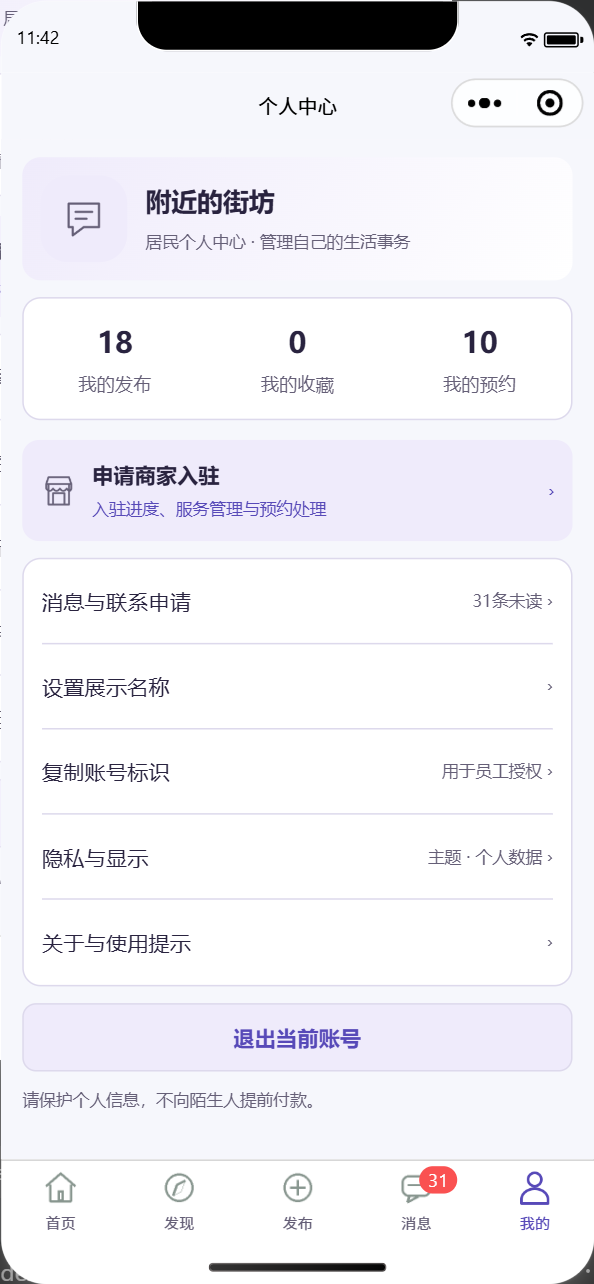 11:42
个人中心
附近的街坊
居民个人中心 · 管理自己的生活事务
18 0 10
我的发布 我的收藏 我的预约
申请商家入驻
入驻进度、服务管理与预约处理 ›
消息与联系申请 31条未读 ›
设置展示名称 ›
复制账号标识 用于员工授权 ›
隐私与显示 主题 · 个人数据 ›
关于与使用提示 ›
退出当前账号
请保护个人信息，不向陌生人提前付款。
31
首页 发现 发布 消息 我的